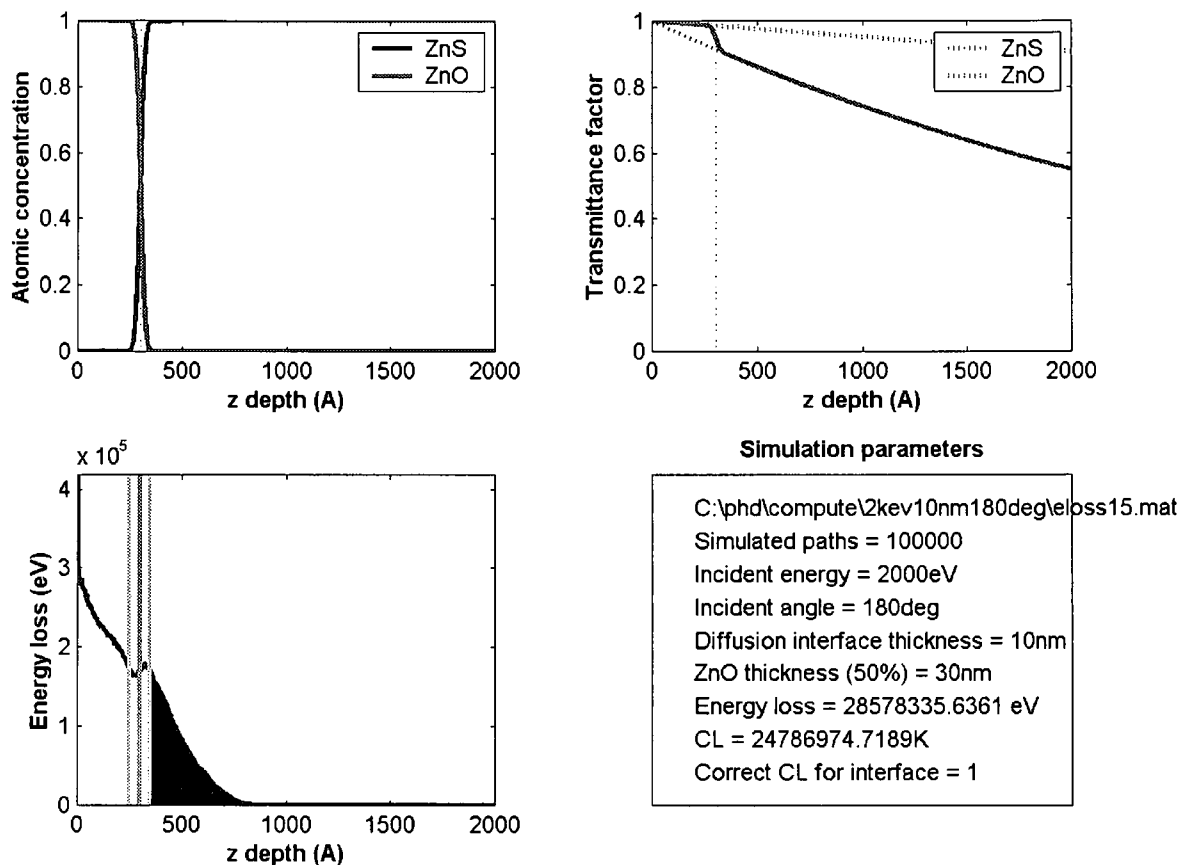 1
0.8
0.6
0.4
0.2
0
Atomic concentration
ZnS
ZnO
0 500 1000 1500 2000
z depth (A)
1
0.8
0.6
0.4
0.2
0
Transmittance factor
ZnS
ZnO
0 500 1000 1500 2000
z depth (A)
x 10^5
4
3
2
1
0
Energy loss (eV)
0 500 1000 1500 2000
z depth (A)
Simulation parameters
C:\phd\compute\2kev10nm180deg\eloss15.mat
Simulated paths = 100000
Incident energy = 2000eV
Incident angle = 180deg
Diffusion interface thickness = 10nm
ZnO thickness (50%) = 30nm
Energy loss = 28578335.6361 eV
CL = 24786974.7189K
Correct CL for interface = 1